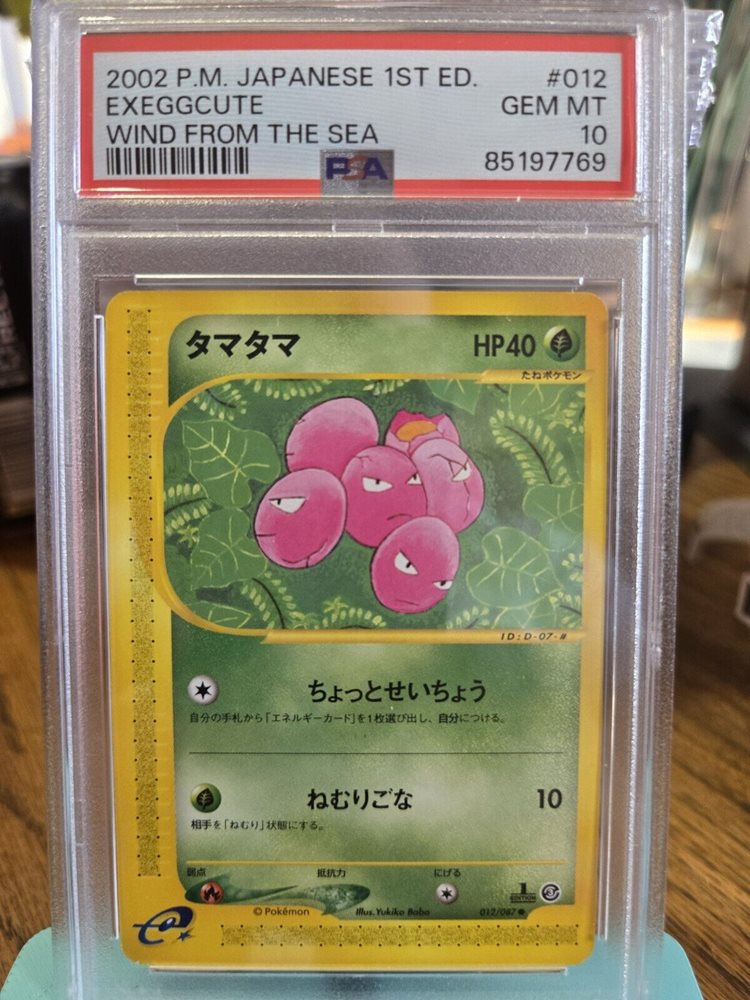 2002 P.M. JAPANESE 1ST ED. #012
EXEGGCUTE GEM MT
WIND FROM THE SEA 10
85197769
PSA
タマタマ HP40
たねポケモン
ID:D-07-#
ちょっとせいちょう
自分の手札から「エネルギーカード」を1枚選び出し、自分につける。
ねむりごな 10
相手を「ねむり」状態にする。
弱点 抵抗力 にげる
1 EDITION
©Pokémon Illus.Yukiko Baba 012/087
e